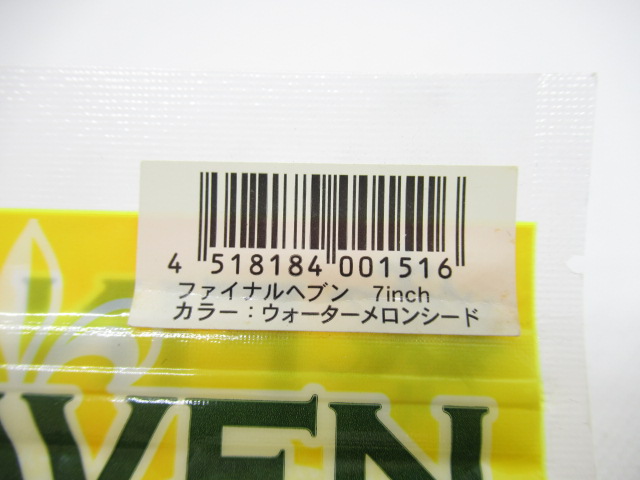 4 518184 001516
ファイナルヘブン 7inch
カラー:ウォーターメロンシード